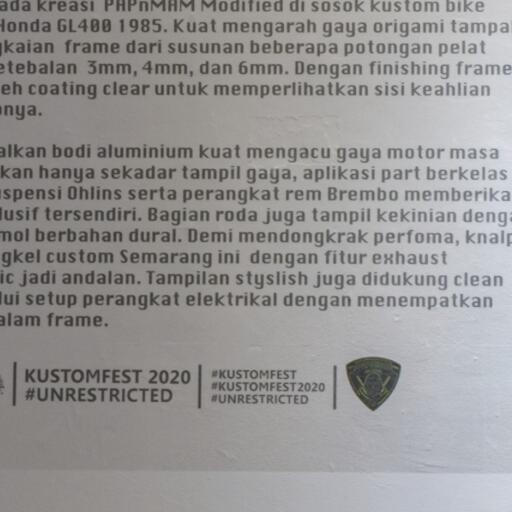 ada kreasi PAPnMAM Modified di sosok kustom bike
Honda GL400 1985. Kuat mengarah gaya origami tampa
gkaian frame dari susunan beberapa potongan pelat
etebalan 3mm, 4mm, dan 6mm. Dengan finishing frame
eh coating clear untuk memperlihatkan sisi keahlian
nya.
alkan bodi aluminium kuat mengacu gaya motor masa
kan hanya sekadar tampil gaya, aplikasi part berkelas
spensi Ohlins serta perangkat rem Brembo memberika
lusif tersendiri. Bagian roda juga tampil kekinian denga
mol berbahan dural. Demi mendongkrak perfoma, knalp
gkel custom Semarang ini dengan fitur exhaust
ic jadi andalan. Tampilan styslish juga didukung clean
lui setup perangkat elektrikal dengan menempatkan
alam frame.
KUSTOMFEST 2020
#UNRESTRICTED
#KUSTOMFEST
#KUSTOMFEST2020
#UNRESTRICTED